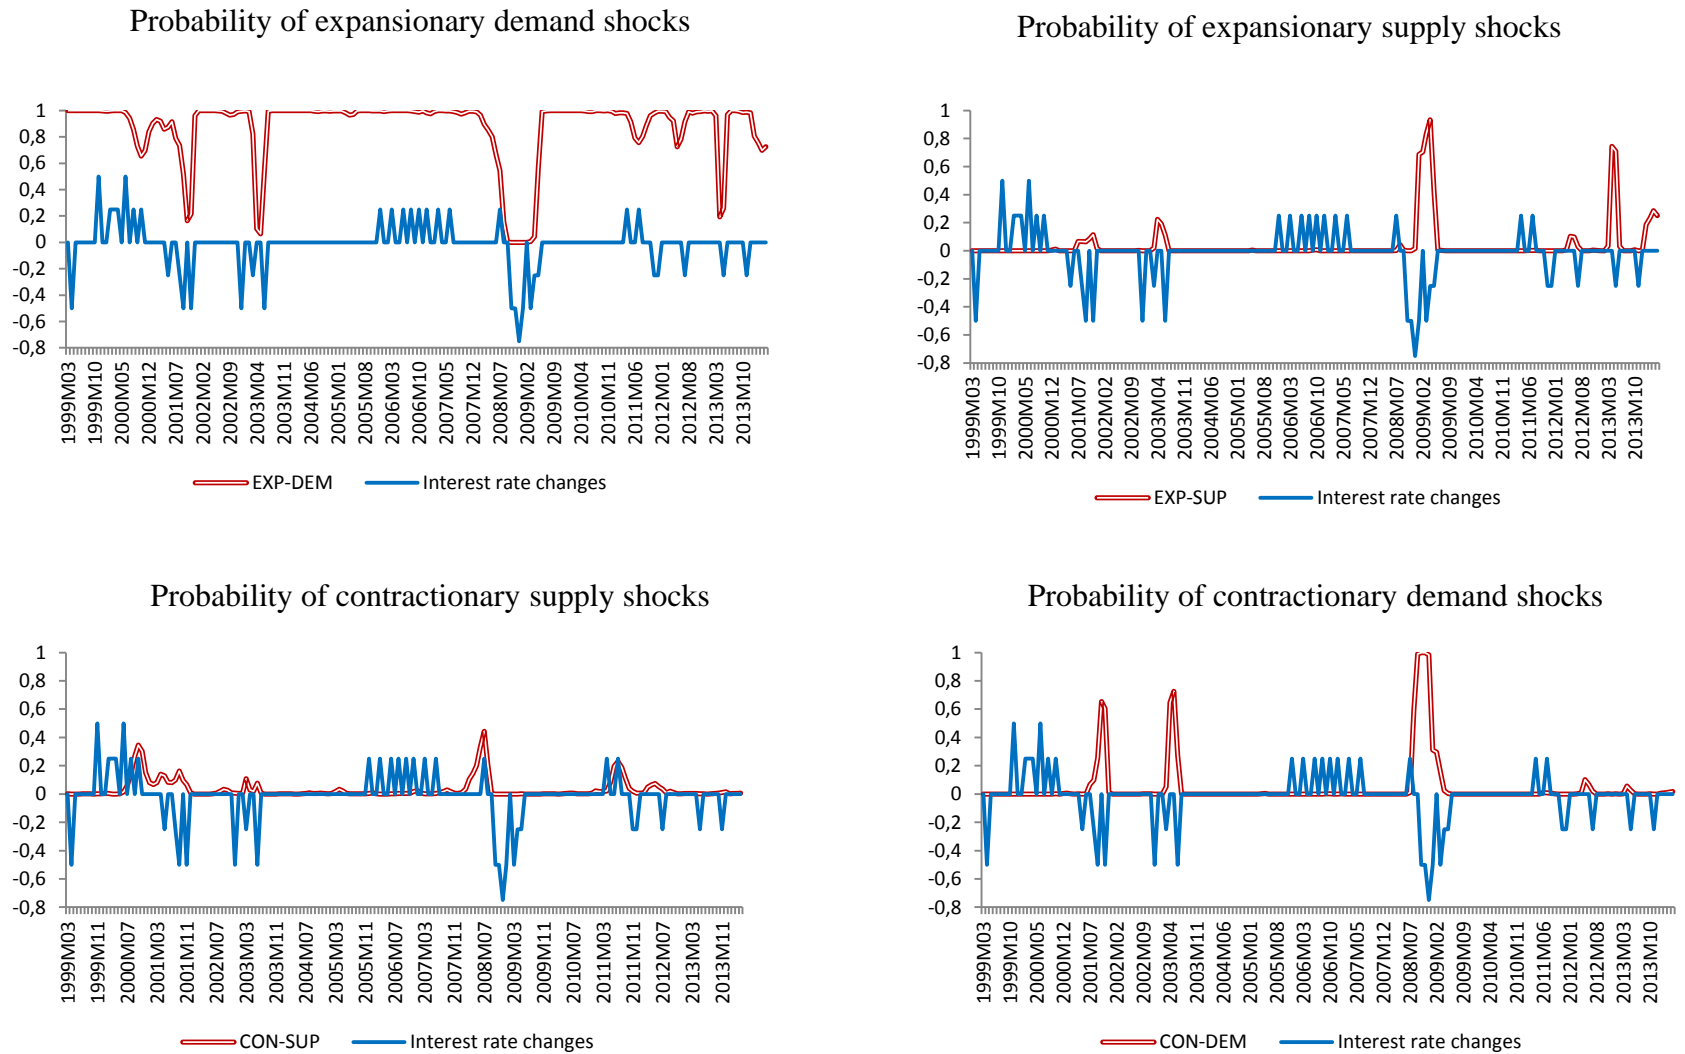 Probability of expansionary demand shocks
1
0,8
0,6
0,4
0,2
0
-0,2
-0,4
-0,6
-0,8
1999M03
1999M10
2000M05
2000M12
2001M07
2002M02
2002M09
2003M04
2003M11
2004M06
2005M01
2005M08
2006M03
2006M10
2007M05
2007M12
2008M07
2009M02
2009M09
2010M04
2010M11
2011M06
2012M01
2012M08
2013M03
2013M10
EXP-DEM Interest rate changes
Probability of expansionary supply shocks
1
0,8
0,6
0,4
0,2
0
-0,2
-0,4
-0,6
-0,8
1999M03
1999M10
2000M05
2000M12
2001M07
2002M02
2002M09
2003M04
2003M11
2004M06
2005M01
2005M08
2006M03
2006M10
2007M05
2007M12
2008M07
2009M02
2009M09
2010M04
2010M11
2011M06
2012M01
2012M08
2013M03
2013M10
EXP-SUP Interest rate changes
Probability of contractionary supply shocks
1
0,8
0,6
0,4
0,2
0
-0,2
-0,4
-0,6
-0,8
1999M03
1999M11
2000M07
2001M03
2001M11
2002M07
2003M03
2003M11
2004M07
2005M03
2005M11
2006M07
2007M03
2007M11
2008M07
2009M03
2009M11
2010M07
2011M03
2011M11
2012M07
2013M03
2013M11
CON-SUP Interest rate changes
Probability of contractionary demand shocks
1
0,8
0,6
0,4
0,2
0
-0,2
-0,4
-0,6
-0,8
1999M03
1999M10
2000M05
2000M12
2001M07
2002M02
2002M09
2003M04
2003M11
2004M06
2005M01
2005M08
2006M03
2006M10
2007M05
2007M12
2008M07
2009M02
2009M09
2010M04
2010M11
2011M06
2012M01
2012M08
2013M03
2013M10
CON-DEM Interest rate changes